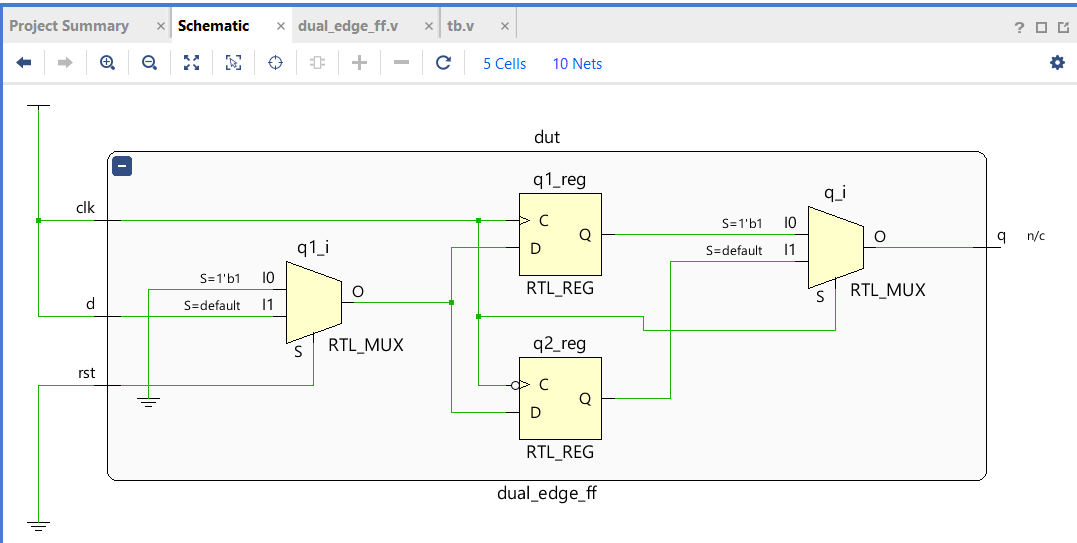 Project Summary × Schematic × dual_edge_ff.v × tb.v × ?
5 Cells 10 Nets
dut
q1_reg
q_i
clk
C
S=1'b1 I0
Q
O
q n/c
q1_i
D
S=default I1
S=1'b1 I0
RTL_REG
S
RTL_MUX
O
d
S=default I1
q2_reg
S
RTL_MUX
rst
C
Q
D
RTL_REG
dual_edge_ff